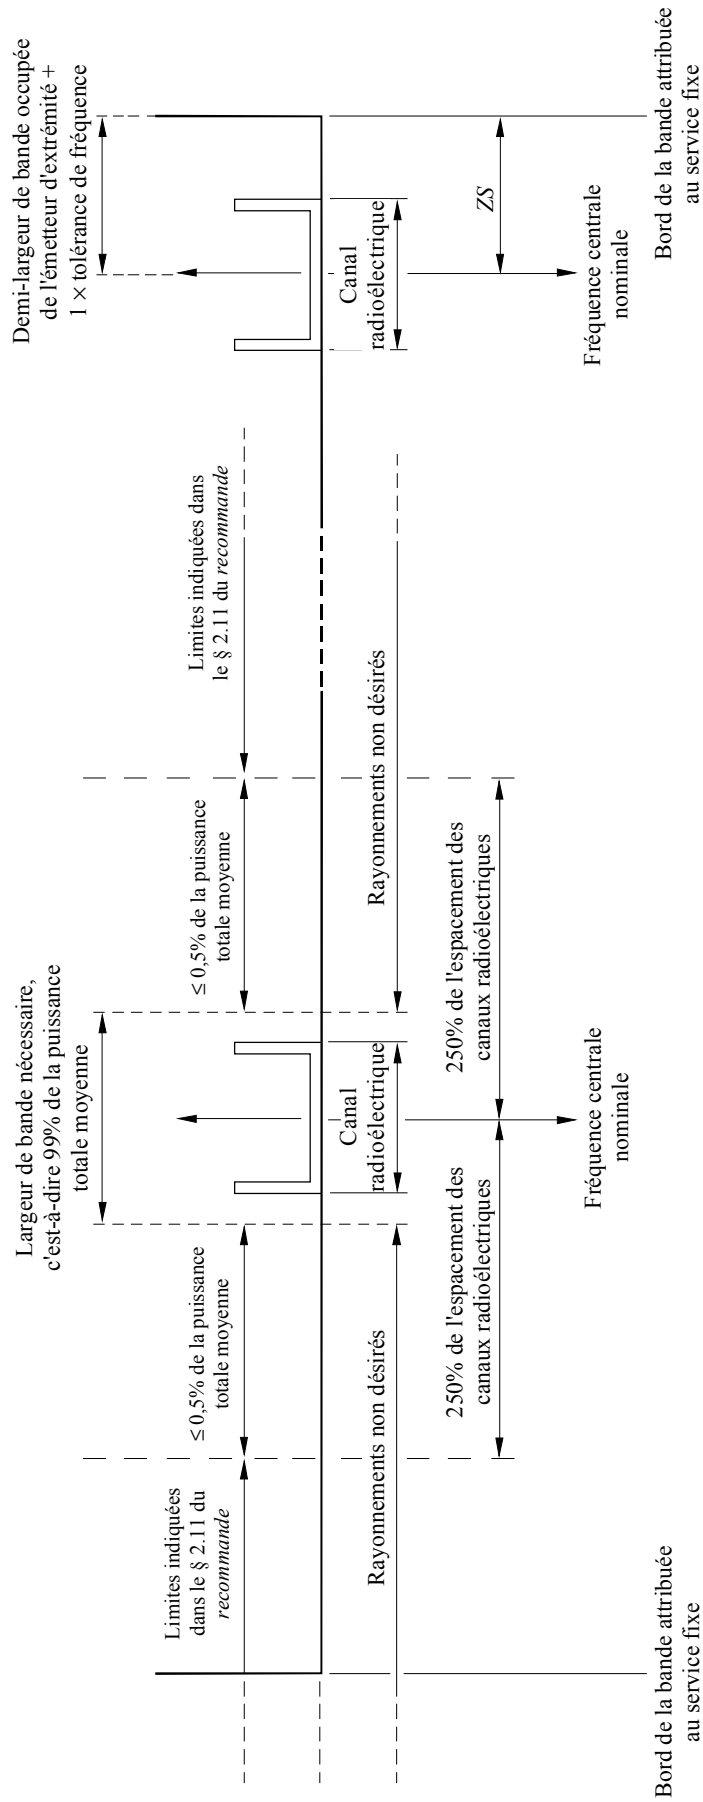 Largeur de bande nécessaire,
c'est-à-dire 99% de la puissance
totale moyenne
Demi-largeur de bande occupée
de l'émetteur d'extrémité +
1 × tolérance de fréquence
Limites indiquées
dans le § 2.11 du
recommande
≤ 0,5% de la puissance
totale moyenne
≤ 0,5% de la puissance
totale moyenne
Limites indiquées dans
le § 2.11 du recommande
Rayonnements non désirés
Canal
radioélectrique
Rayonnements non désirés
Canal
radioélectrique
250% de l'espacement des
canaux radioélectriques
250% de l'espacement des
canaux radioélectriques
ZS
Fréquence centrale
nominale
Fréquence centrale
nominale
Bord de la bande attribuée
au service fixe
Bord de la bande attribuée
au service fixe